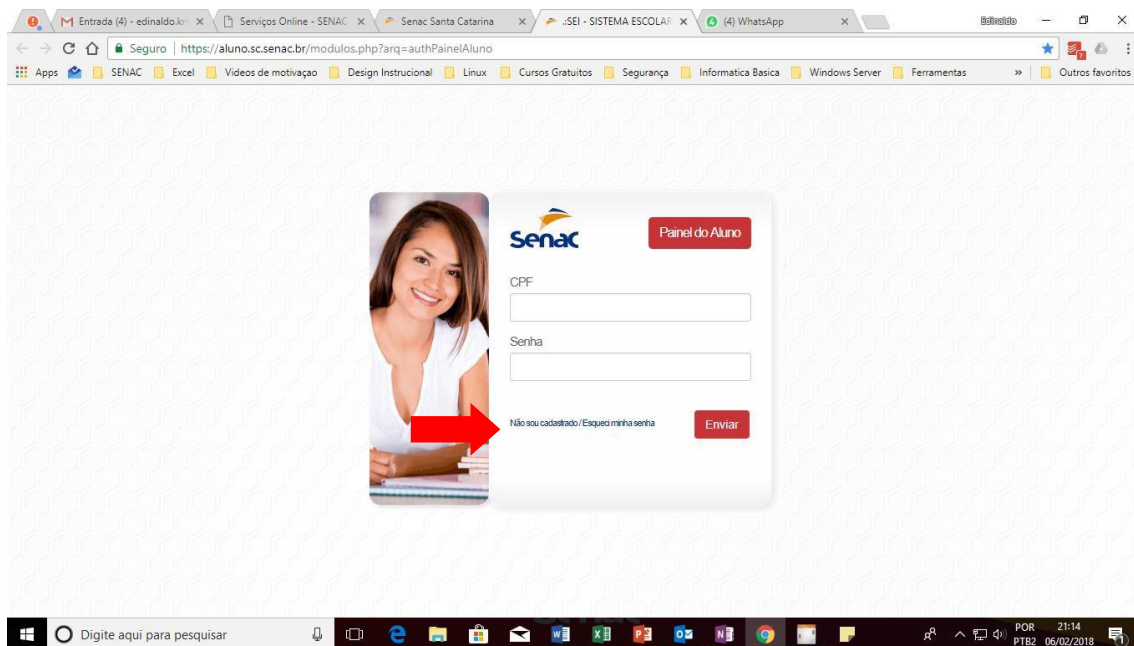 Entrada (4) - edinaldo.kr
Serviços Online - SENAC
Senac Santa Catarina
.:SEI - SISTEMA ESCOLAR
(4) WhatsApp
Edinaldo
Seguro | https://aluno.sc.senac.br/modulos.php?arq=authPainelAluno
Apps
SENAC
Excel
Videos de motivaçao
Design Instrucional
Linux
Cursos Gratuitos
Segurança
Informatica Basica
Windows Server
Ferramentas
»
Outros favoritos
Senac
Painel do Aluno
CPF
Senha
Não sou cadastrado / Esqueci minha senha
Enviar
Digite aqui para pesquisar
POR
PTB2
21:14
06/02/2018